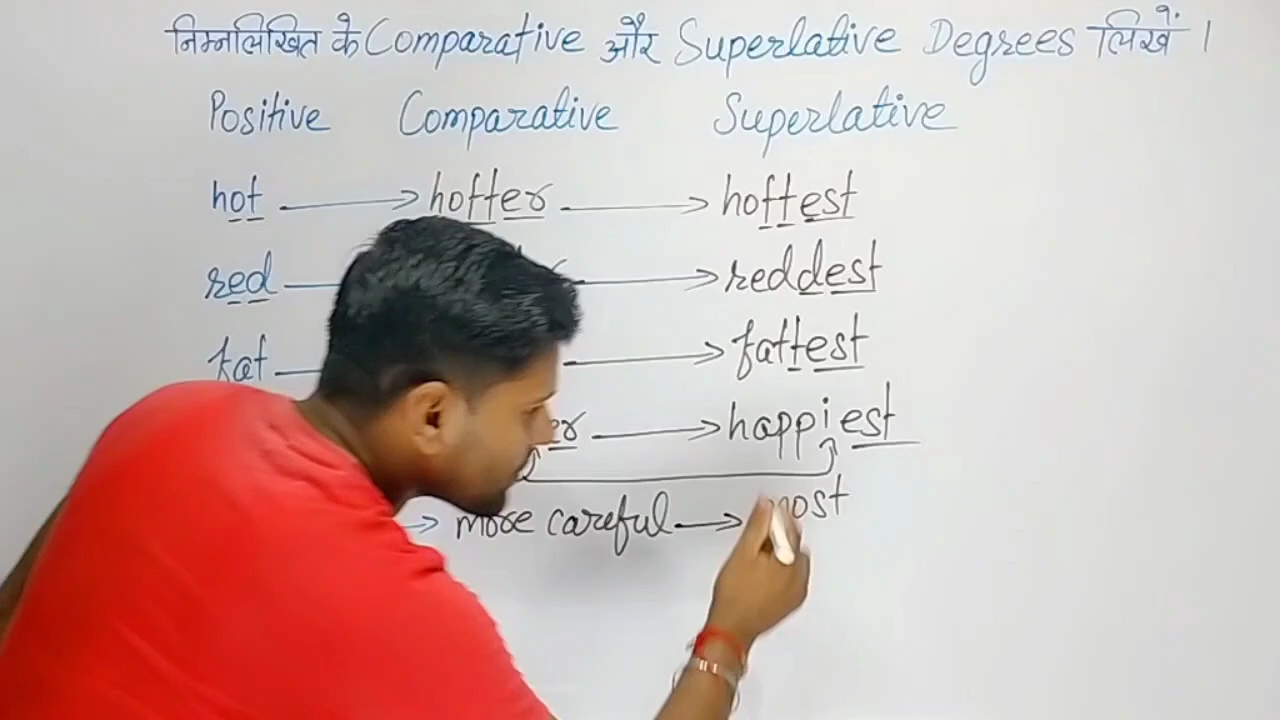 निम्नलिखित के Comparative और Superlative Degrees लिखें ।
Positive Comparative Superlative
hot hotter hottest
red reddest
fat fattest
er happiest
more careful most